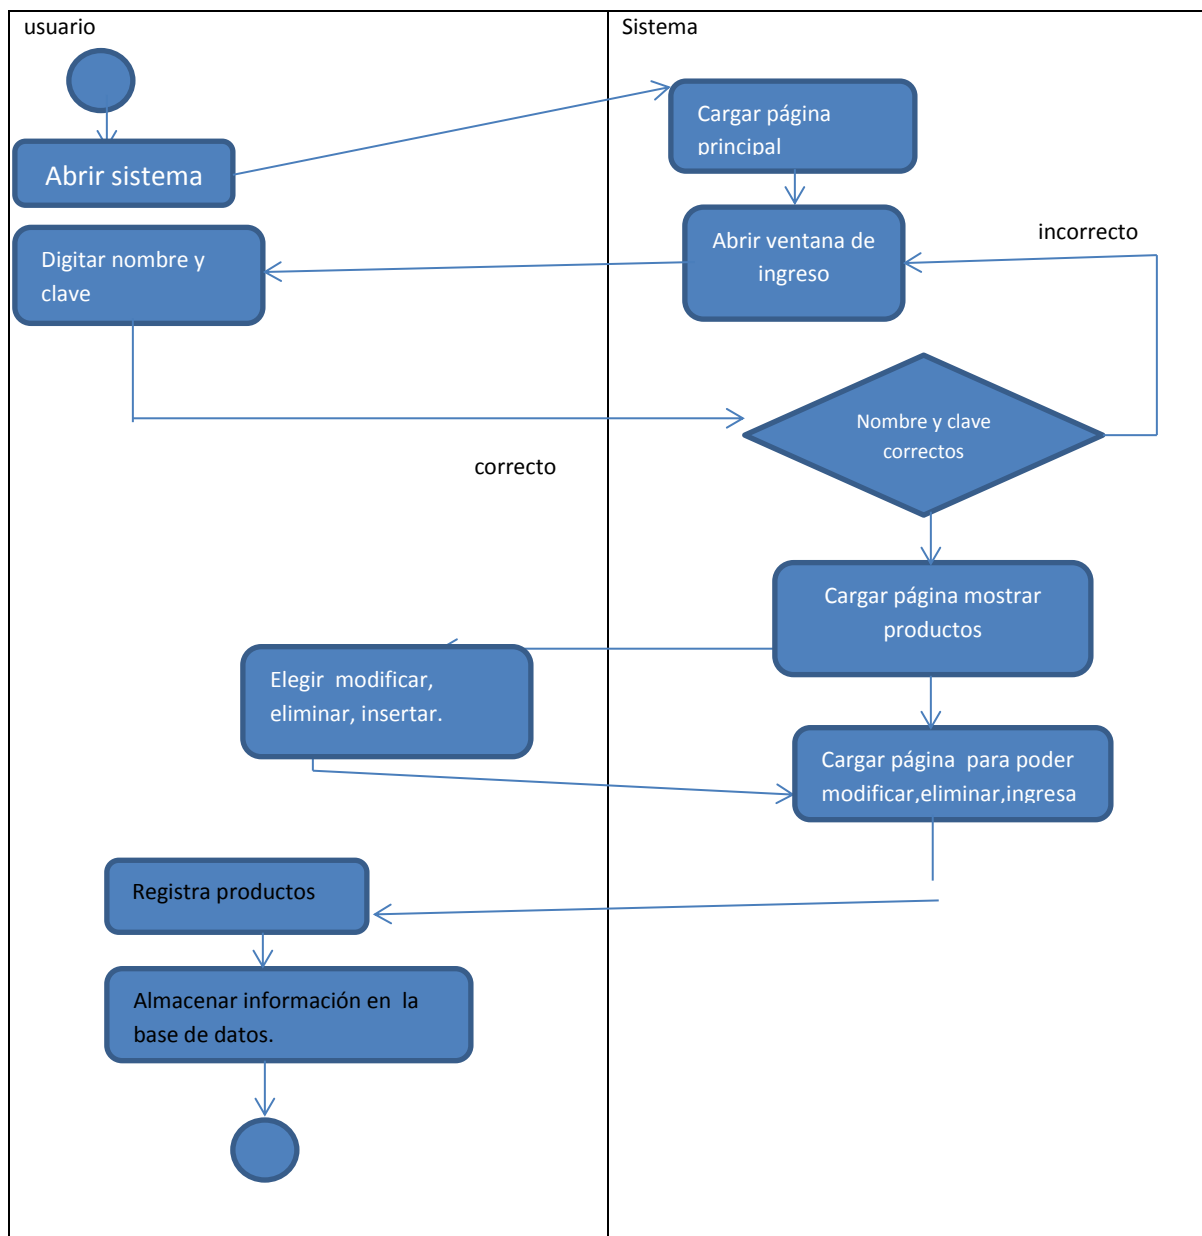 usuario
Sistema
Cargar página
principal
Abrir sistema
Abrir ventana de
ingreso
incorrecto
Digitar nombre y
clave
Nombre y clave
correctos
correcto
Cargar página mostrar
productos
Elegir modificar,
eliminar, insertar.
Cargar página para poder
modificar,eliminar,ingresa
Registra productos
Almacenar información en la
base de datos.